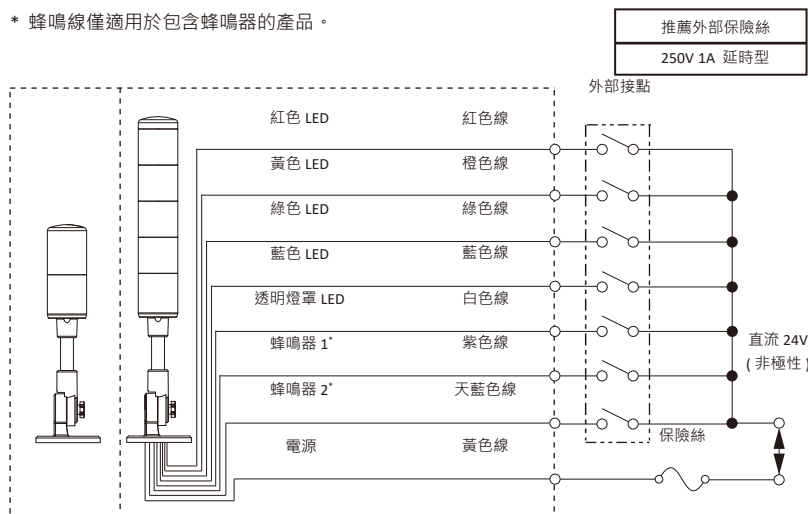 * 蜂鳴線僅適用於包含蜂鳴器的產品。
推薦外部保險絲
250V 1A 延時型
外部接點
紅色 LED 紅色線
黃色 LED 橙色線
綠色 LED 綠色線
藍色 LED 藍色線
透明燈罩 LED 白色線
蜂鳴器 1* 紫色線
蜂鳴器 2* 天藍色線
電源 黃色線
保險絲
直流 24V
( 非極性 )